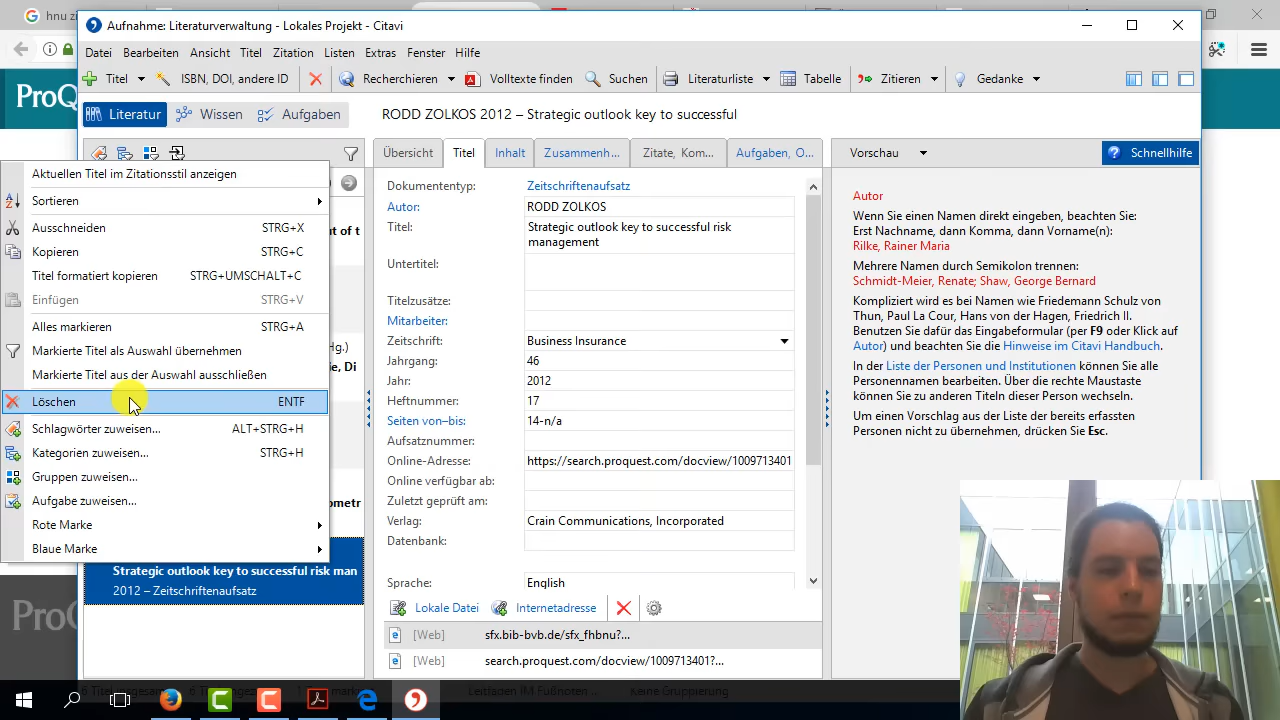 hnu zi
Aufnahme: Literaturverwaltung - Lokales Projekt - Citavi
Datei Bearbeiten Ansicht Titel Zitation Listen Extras Fenster Hilfe
Titel ISBN, DOI, andere ID Recherchieren Volltexte finden Suchen Literaturliste Tabelle Zitieren Gedanke
ProQ
Literatur Wissen Aufgaben
RODD ZOLKOS 2012 – Strategic outlook key to successful
Übersicht Titel Inhalt Zusammenh... Zitate, Kom... Aufgaben, O...
Vorschau Schnellhilfe
Aktuellen Titel im Zitationsstil anzeigen
Sortieren
Ausschneiden STRG+X
Kopieren STRG+C
Titel formatiert kopieren STRG+UMSCHALT+C
Einfügen STRG+V
Alles markieren STRG+A
Markierte Titel als Auswahl übernehmen
Markierte Titel aus der Auswahl ausschließen
Löschen ENTF
Schlagwörter zuweisen... ALT+STRG+H
Kategorien zuweisen... STRG+H
Gruppen zuweisen...
Aufgabe zuweisen...
Rote Marke
Blaue Marke
t of t
Hg.)
e, Di
ometr
Strategic outlook key to successful risk man
2012 – Zeitschriftenaufsatz
Dokumententyp: Zeitschriftenaufsatz
Autor: RODD ZOLKOS
Titel: Strategic outlook key to successful risk
management
Untertitel:
Titelzusätze:
Mitarbeiter:
Zeitschrift: Business Insurance
Jahrgang: 46
Jahr: 2012
Heftnummer: 17
Seiten von–bis: 14-n/a
Aufsatznummer:
Online-Adresse: https://search.proquest.com/docview/1009713401
Online verfügbar ab:
Zuletzt geprüft am:
Verlag: Crain Communications, Incorporated
Datenbank:
Sprache: English
Lokale Datei Internetadresse
[Web] sfx.bib-bvb.de/sfx_fhbnu?...
[Web] search.proquest.com/docview/1009713401?...
Autor
Wenn Sie einen Namen direkt eingeben, beachten Sie:
Erst Nachname, dann Komma, dann Vorname(n):
Rilke, Rainer Maria
Mehrere Namen durch Semikolon trennen:
Schmidt-Meier, Renate; Shaw, George Bernard
Kompliziert wird es bei Namen wie Friedemann Schulz von
Thun, Paul La Cour, Hans von der Hagen, Friedrich II.
Benutzen Sie dafür das Eingabeformular (per F9 oder Klick auf
Autor) und beachten Sie die Hinweise im Citavi Handbuch.
In der Liste der Personen und Institutionen können Sie alle
Personennamen bearbeiten. Über die rechte Maustaste
können Sie zu anderen Titeln dieser Person wechseln.
Um einen Vorschlag aus der Liste der bereits erfassten
Personen nicht zu übernehmen, drücken Sie Esc.
Pro
Leitfaden IM Fußnoten Keine Gruppierung